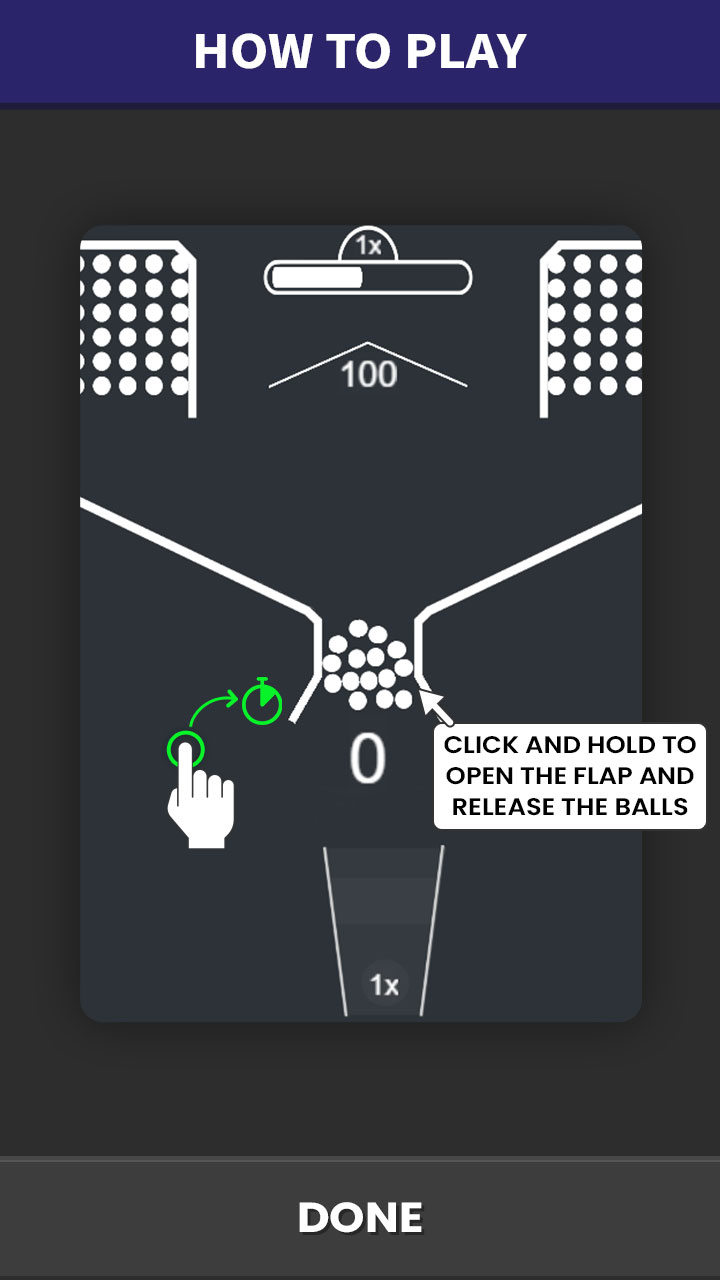 HOW TO PLAY
1x
100
0
CLICK AND HOLD TO
OPEN THE FLAP AND
RELEASE THE BALLS
1x
DONE